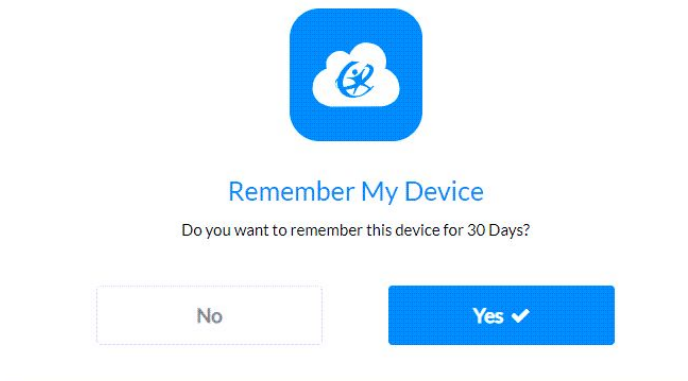 Remember My Device
Do you want to remember this device for 30 Days?
No
Yes ✔